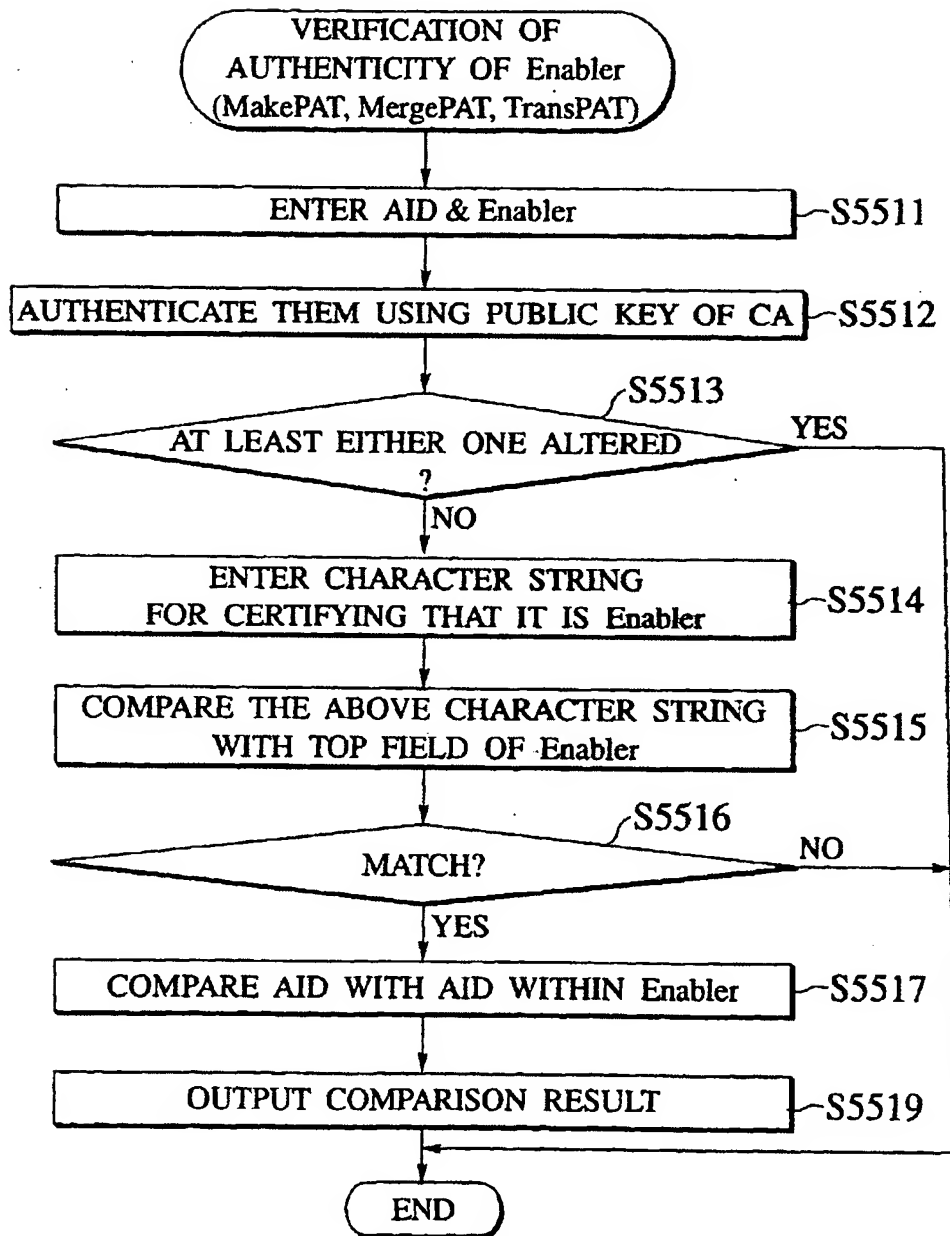 VERIFICATION OF
AUTHENTICITY OF Enabler
(MakePAT, MergePAT, TransPAT)
ENTER AID & Enabler
S5511
AUTHENTICATE THEM USING PUBLIC KEY OF CA
S5512
S5513
AT LEAST EITHER ONE ALTERED
?
YES
NO
ENTER CHARACTER STRING
FOR CERTIFYING THAT IT IS Enabler
S5514
COMPARE THE ABOVE CHARACTER STRING
WITH TOP FIELD OF Enabler
S5515
S5516
MATCH?
NO
YES
COMPARE AID WITH AID WITHIN Enabler
S5517
OUTPUT COMPARISON RESULT
S5519
END